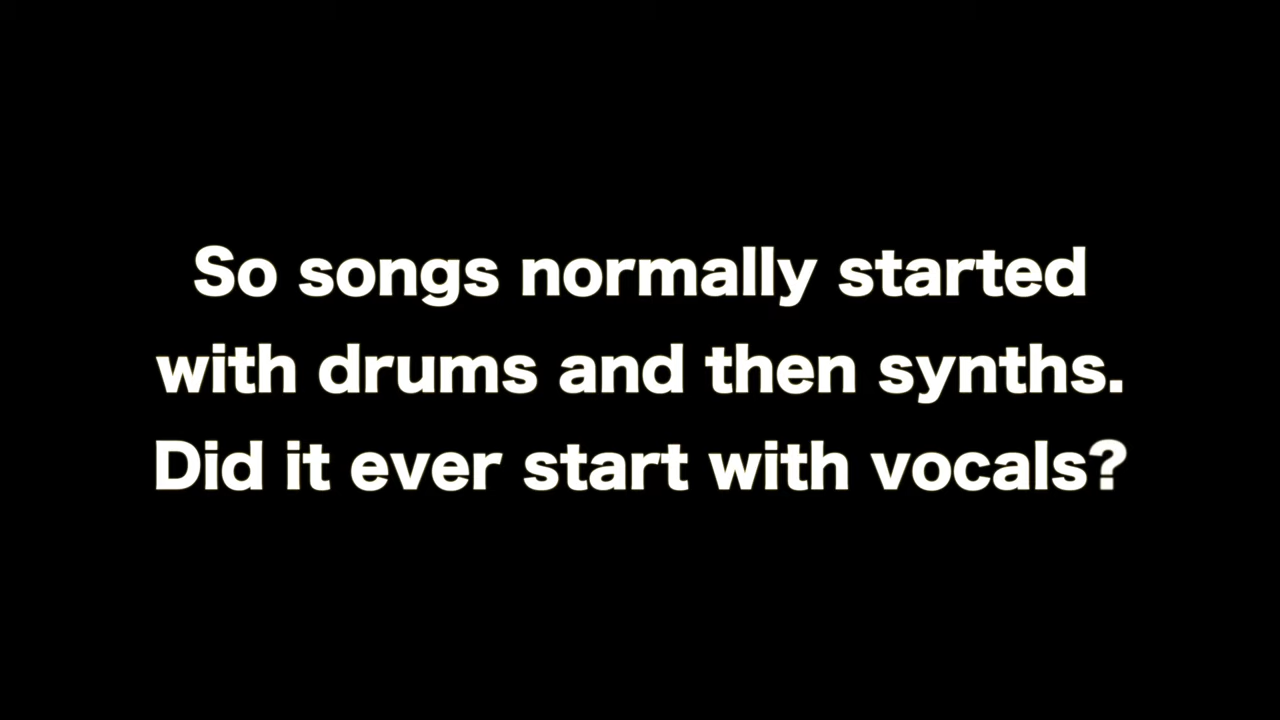 So songs normally started
with drums and then synths.
Did it ever start with vocals?